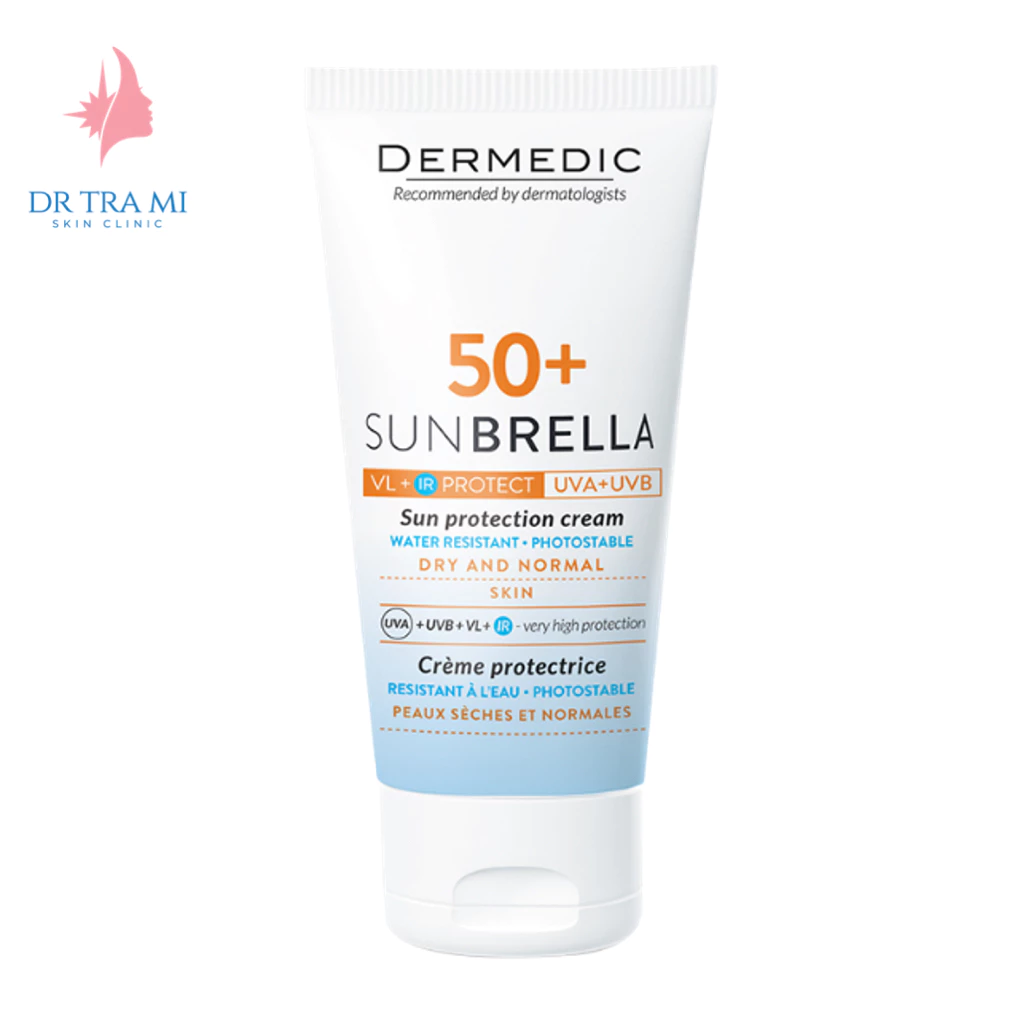 DR TRA MI
SKIN CLINIC
DERMEDIC
Recommended by dermatologists
50+
SUNBRELLA
VL + IR PROTECT UVA+UVB
Sun protection cream
WATER RESISTANT • PHOTOSTABLE
DRY AND NORMAL
SKIN
UVA + UVB + VL + IR - very high protection
Crème protectrice
RESISTANT À L'EAU • PHOTOSTABLE
PEAUX SÈCHES ET NORMALES